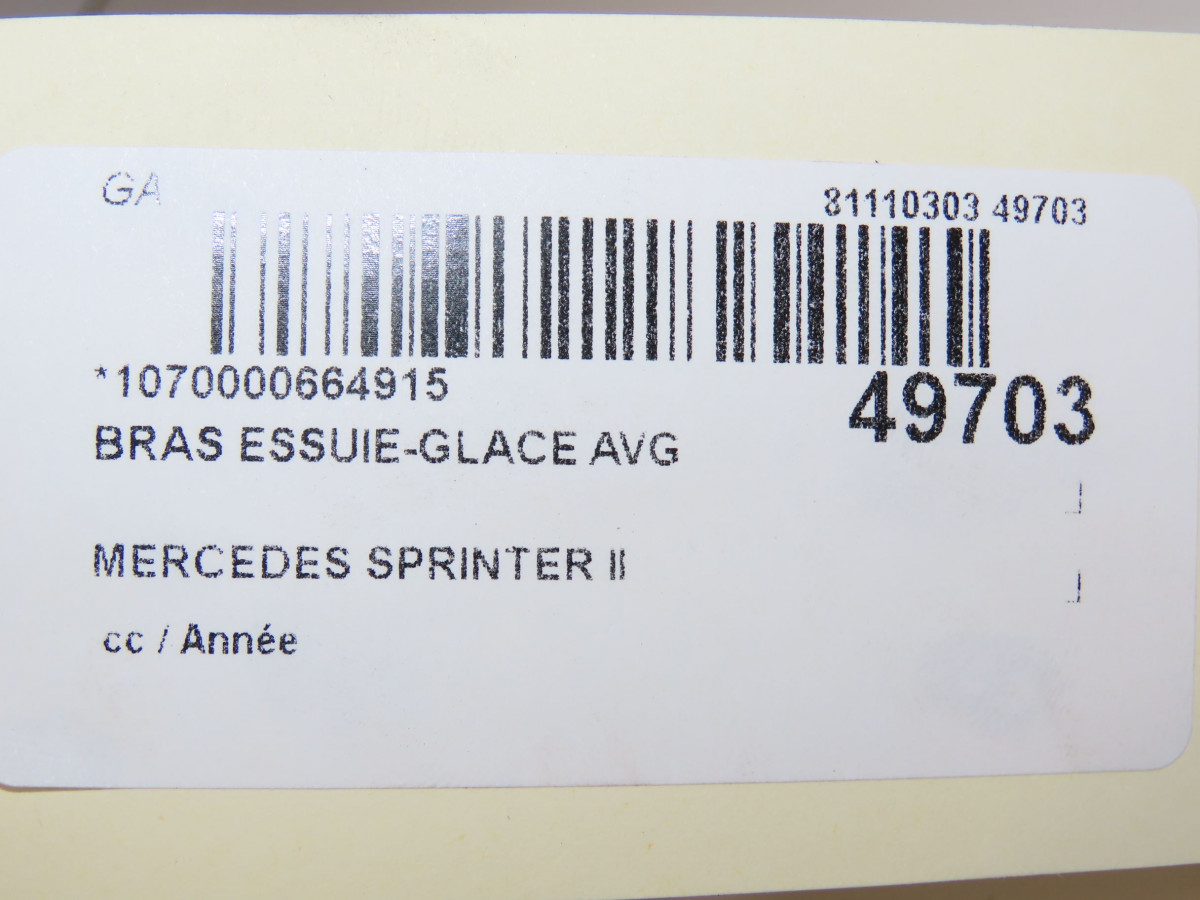 GA
81110303 49703
*1070000664915
49703
BRAS ESSUIE-GLACE AVG
MERCEDES SPRINTER II
cc / Année